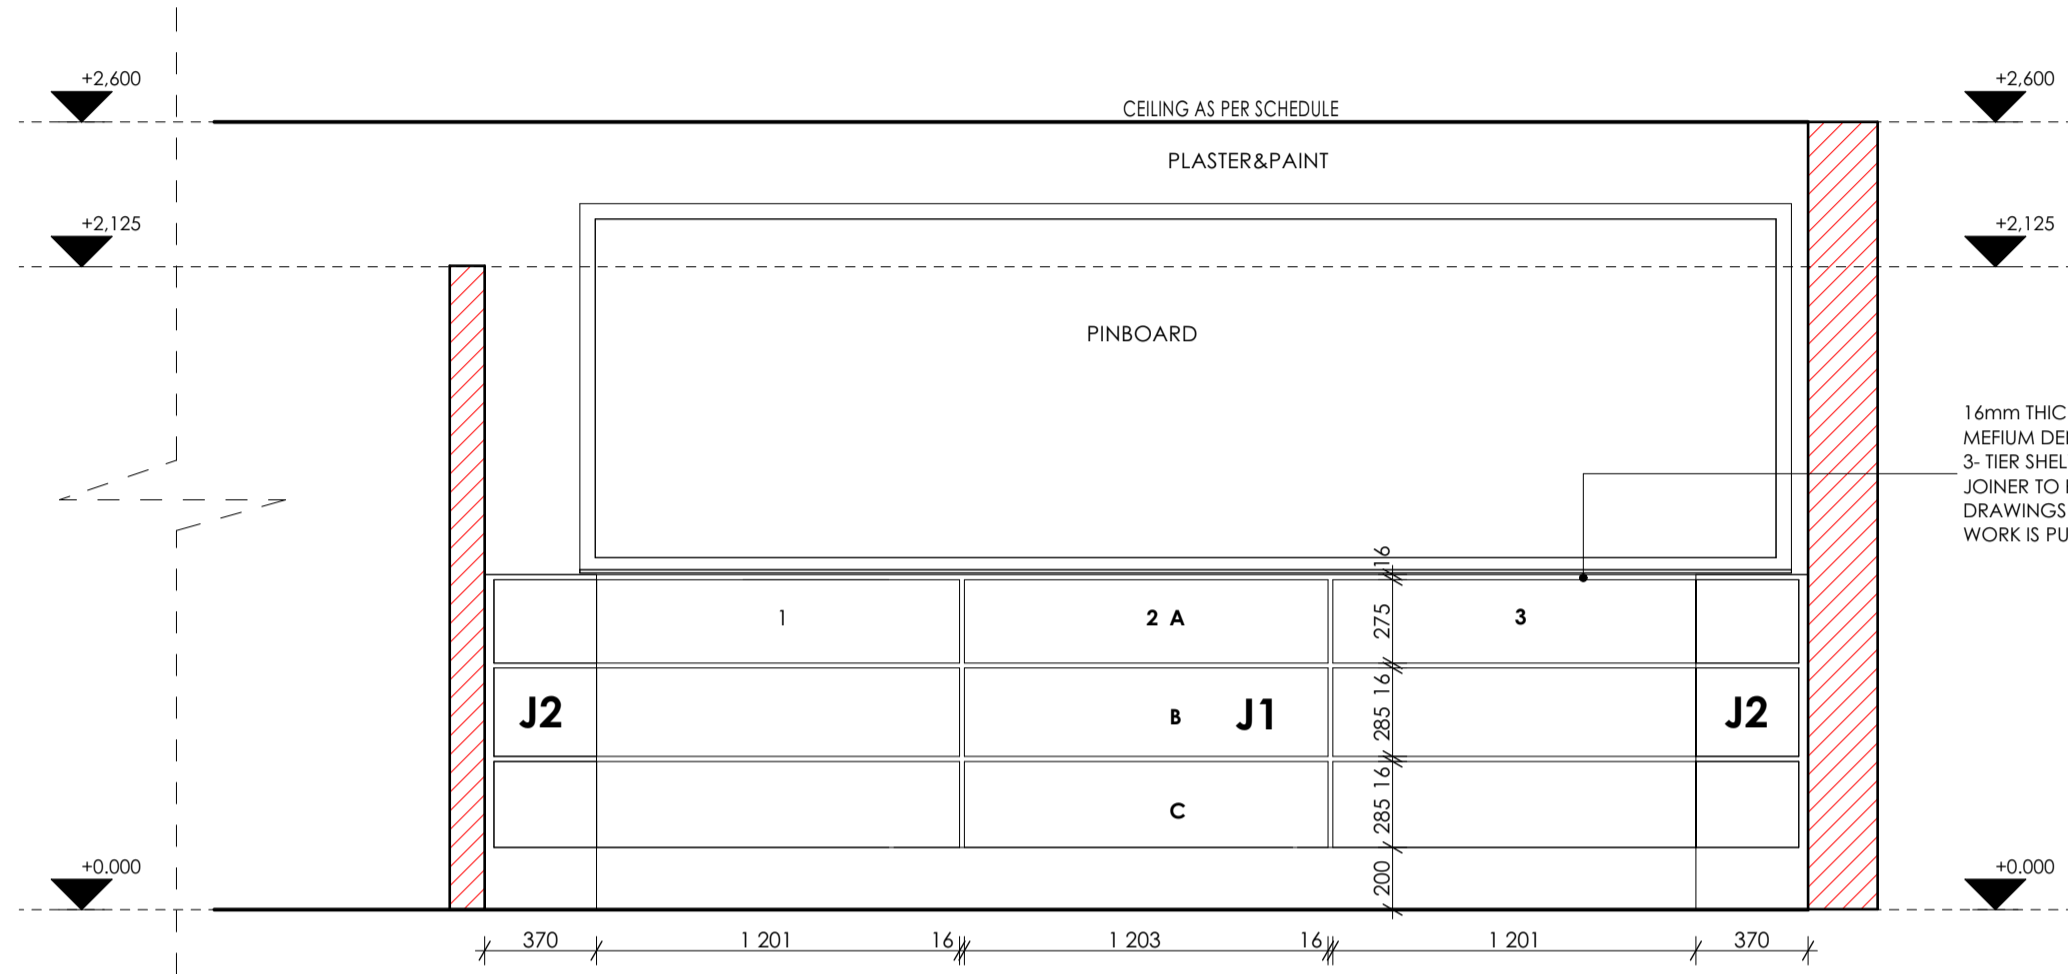 +2,600
+2,600
CEILING AS PER SCHEDULE
PLASTER&PAINT
+2,125
+2,125
PINBOARD
16mm THIC
MEFIUM DE
3- TIER SHEL
JOINER TO
DRAWINGS
WORK IS PU
16
1
2 A
3
275
16
J2
B
J1
J2
285
16
C
285
200
+0.000
+0.000
370
1 201
16
1 203
16
1 201
370